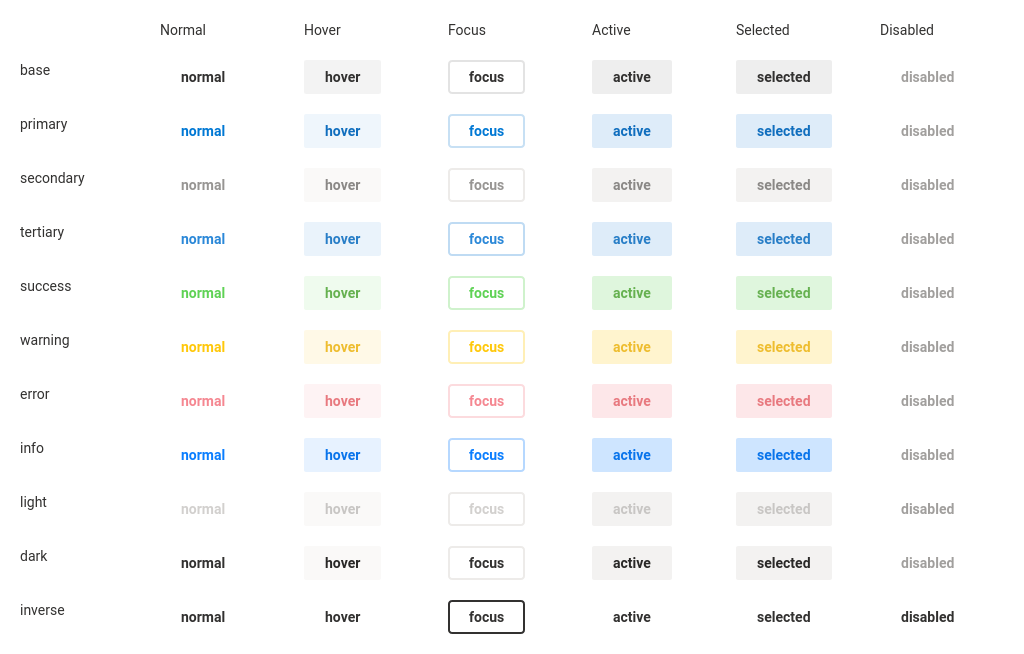 Normal Hover Focus Active Selected Disabled
base normal hover focus active selected disabled
primary normal hover focus active selected disabled
secondary normal hover focus active selected disabled
tertiary normal hover focus active selected disabled
success normal hover focus active selected disabled
warning normal hover focus active selected disabled
error normal hover focus active selected disabled
info normal hover focus active selected disabled
light normal hover focus active selected disabled
dark normal hover focus active selected disabled
inverse normal hover focus active selected disabled